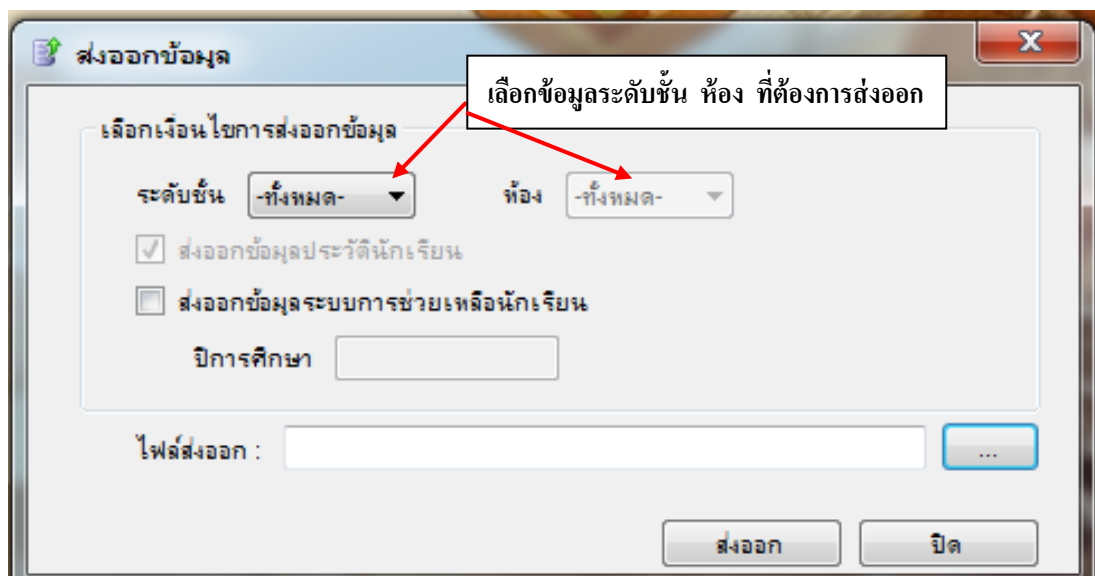 ส่งออกข้อมูล
เลือกข้อมูลระดับชั้น ห้อง ที่ต้องการส่งออก
เลือกเงื่อนไขการส่งออกข้อมูล
ระดับชั้น -ทั้งหมด- ห้อง -ทั้งหมด-
ส่งออกข้อมูลประวัตินักเรียน
ส่งออกข้อมูลระบบการช่วยเหลือนักเรียน
ปีการศึกษา
ไฟล์ส่งออก : ...
ส่งออก ปิด